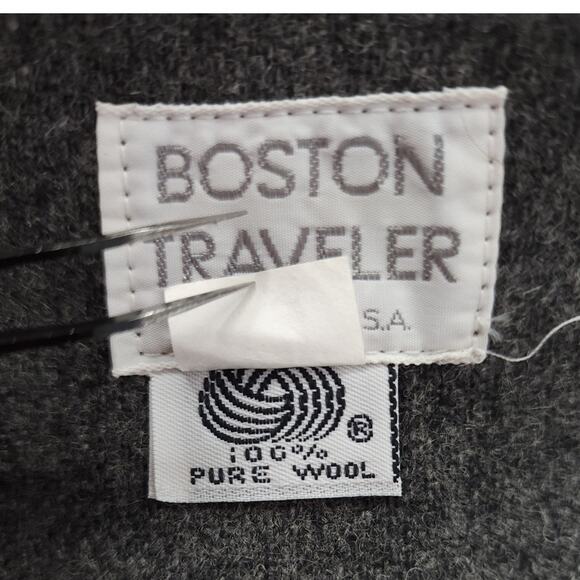 BOSTON
TRAVELER
S.A.
®
100%
PURE WOOL